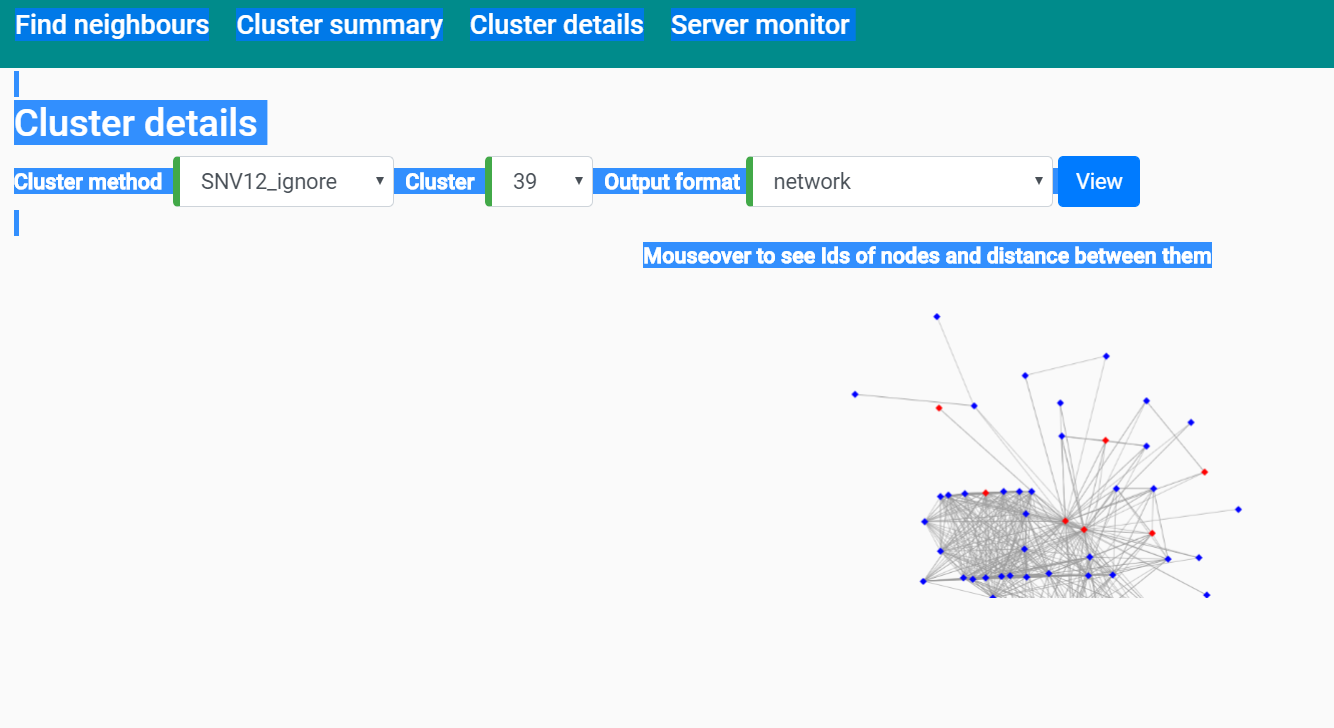 Find neighbours Cluster summary Cluster details Server monitor
Cluster details
Cluster method SNV12_ignore Cluster 39 Output format network View
Mouseover to see Ids of nodes and distance between them